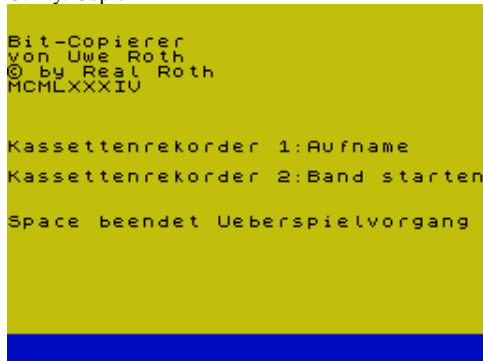 Bit-Copierer
von Uwe Roth
© by Real Roth
MCMLXXXIV
Kassettenrekorder 1:Aufname
Kassettenrekorder 2:Band starten
Space beendet Ueberspielvorgang